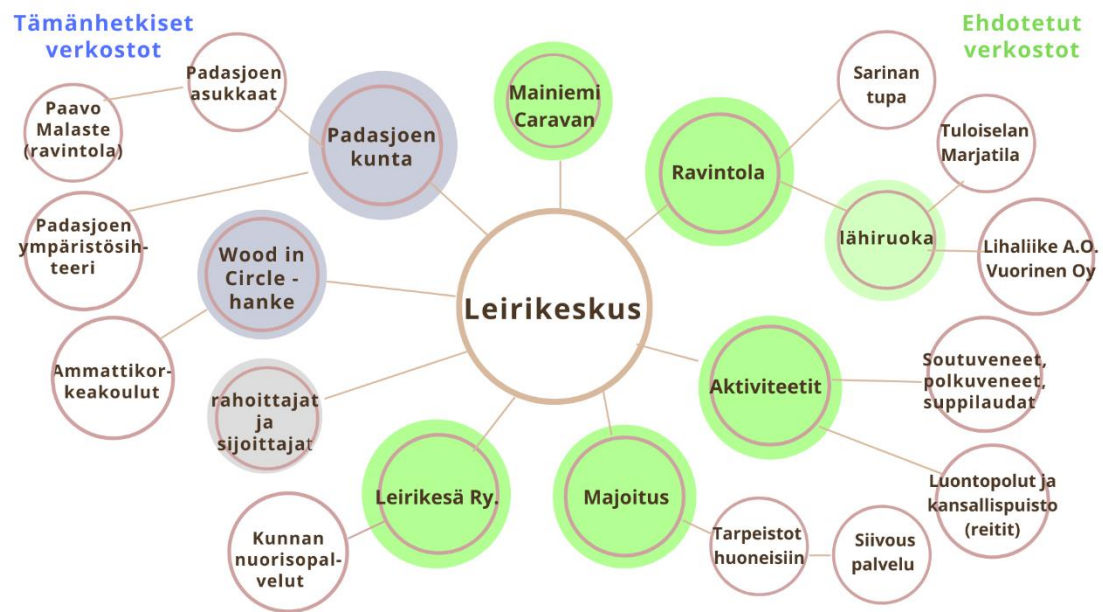 Tämänhetkiset
verkostot
Ehdotetut
verkostot
Padasjoen
asukkaat
Paavo
Malaste
(ravintola)
Padasjoen
kunta
Mainiemi
Caravan
Ravintola
Sarinan
tupa
Tuloiselan
Marjatila
lähiruoka
Lihaliike A.O.
Vuorinen Oy
Padasjoen
ympäristösih-
teeri
Wood in
Circle -
hanke
Leirikeskus
Ammattikor-
keakoulut
rahoittajat
ja
sijoittajat
Aktiviteetit
Soutuveneet,
polkuveneet,
suppilaudat
Luontopolut ja
kansallispuisto
(reitit)
Leirikesä Ry.
Majoitus
Kunnan
nuorisopal-
velut
Tarpeistot
huoneisiin
Siivous
palvelu